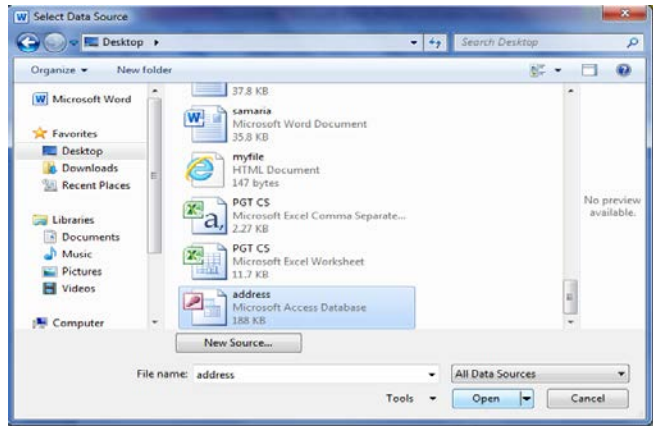 Select Data Source
Desktop
Search Desktop
Organize
New folder
Microsoft Word
Favorites
Desktop
Downloads
Recent Places
Libraries
Documents
Music
Pictures
Videos
Computer
37.8 KB
samaria
Microsoft Word Document
35.8 KB
myfile
HTML Document
147 bytes
PGT CS
Microsoft Excel Comma Separate...
2.27 KB
PGT CS
Microsoft Excel Worksheet
11.7 KB
address
Microsoft Access Database
188 KB
No preview
available.
New Source...
File name: address
All Data Sources
Tools
Open
Cancel